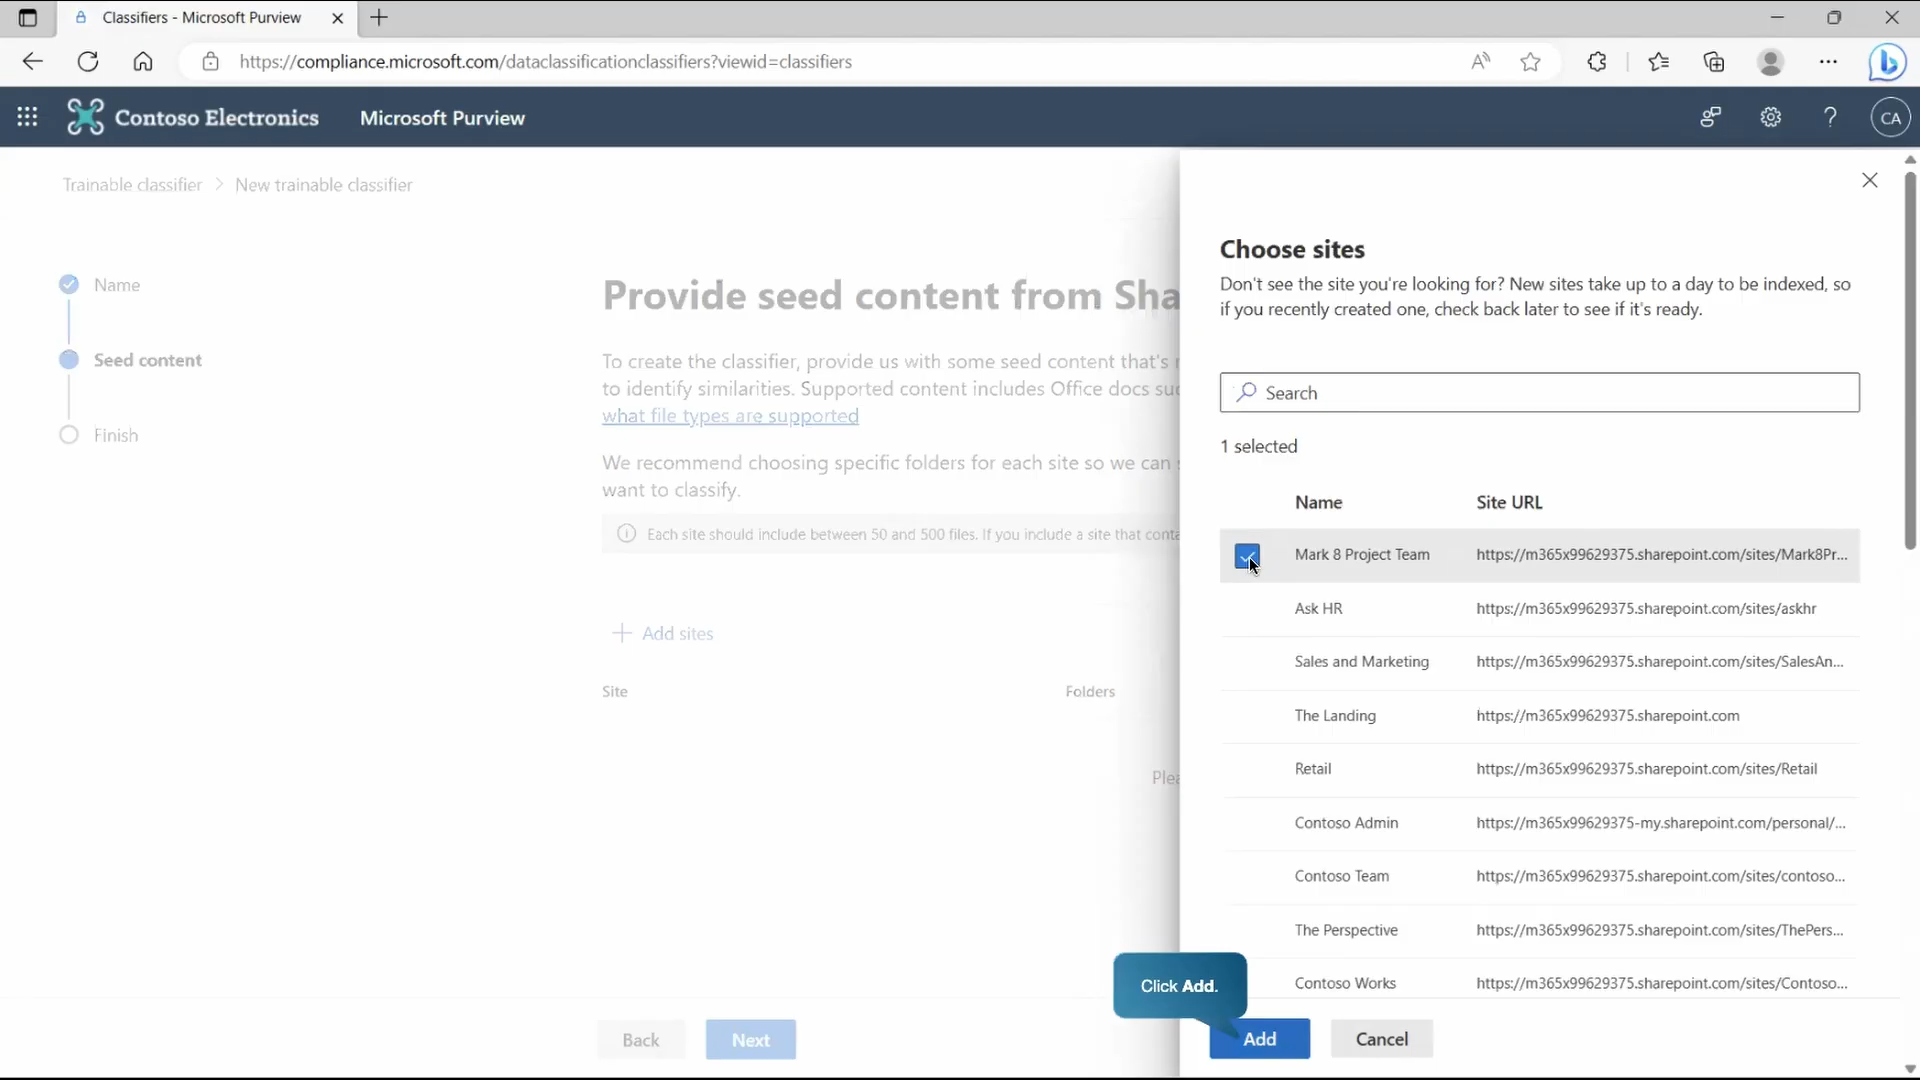 Classifiers - Microsoft Purview
https://compliance.microsoft.com/dataclassificationclassifiers?viewid=classifiers
Contoso Electronics
Microsoft Purview
CA
Trainable classifier > New trainable classifier
Name
Seed content
Finish
Provide seed content from Sha
To create the classifier, provide us with some seed content that's
to identify similarities. Supported content includes Office docs
what file types are supported
We recommend choosing specific folders for each site so we can
want to classify.
Each site should include between 50 and 500 files. If you include a site that conta
Add sites
Site
Folders
Plea
Back
Next
Choose sites
Don't see the site you're looking for? New sites take up to a day to be indexed, so
if you recently created one, check back later to see if it's ready.
Search
1 selected
Name
Site URL
Mark 8 Project Team
https://m365x99629375.sharepoint.com/sites/Mark8Pr...
Ask HR
https://m365x99629375.sharepoint.com/sites/askhr
Sales and Marketing
https://m365x99629375.sharepoint.com/sites/SalesAn...
The Landing
https://m365x99629375.sharepoint.com
Retail
https://m365x99629375.sharepoint.com/sites/Retail
Contoso Admin
https://m365x99629375-my.sharepoint.com/personal/...
Contoso Team
https://m365x99629375.sharepoint.com/sites/contoso...
The Perspective
https://m365x99629375.sharepoint.com/sites/ThePers...
Contoso Works
https://m365x99629375.sharepoint.com/sites/Contoso...
Click Add.
Add
Cancel